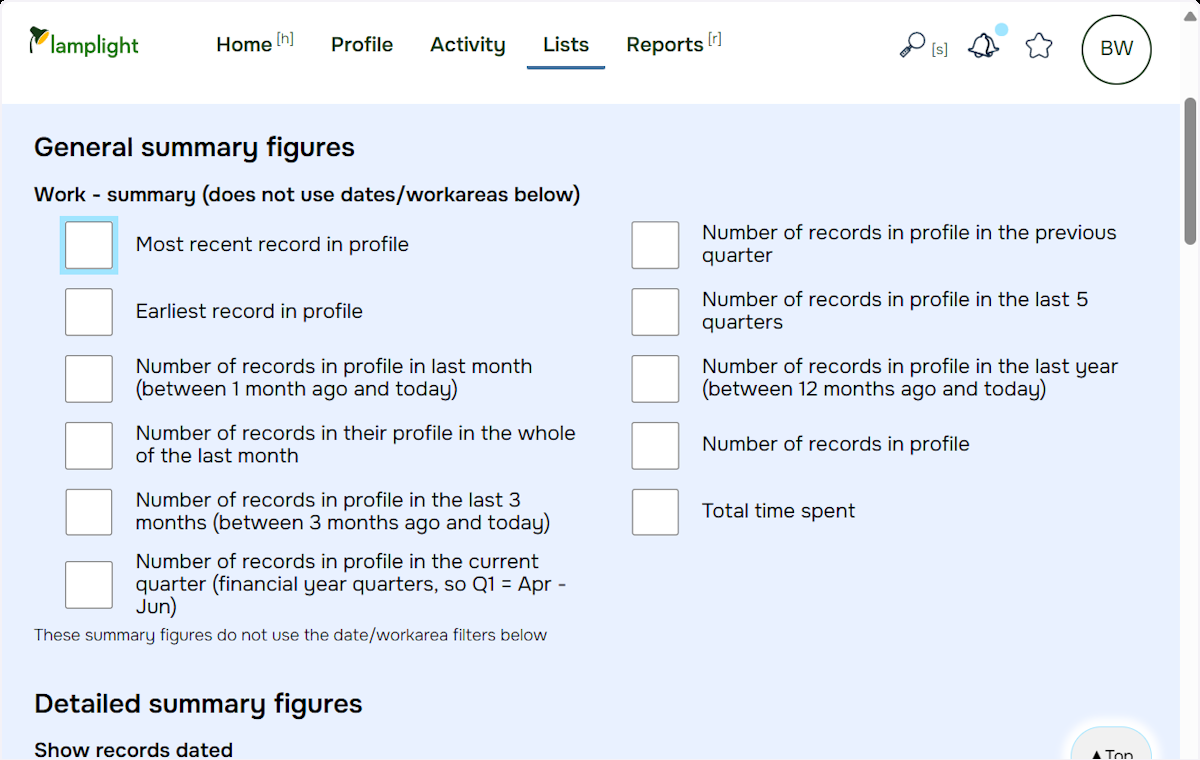 lamplight
Home [h]
Profile
Activity
Lists
Reports [r]
[s]
BW
General summary figures
Work - summary (does not use dates/workareas below)
Most recent record in profile
Earliest record in profile
Number of records in profile in last month
(between 1 month ago and today)
Number of records in their profile in the whole
of the last month
Number of records in profile in the last 3
months (between 3 months ago and today)
Number of records in profile in the current
quarter (financial year quarters, so Q1 = Apr -
Jun)
Number of records in profile in the previous
quarter
Number of records in profile in the last 5
quarters
Number of records in profile in the last year
(between 12 months ago and today)
Number of records in profile
Total time spent
These summary figures do not use the date/workarea filters below
Detailed summary figures
Show records dated
▲Top